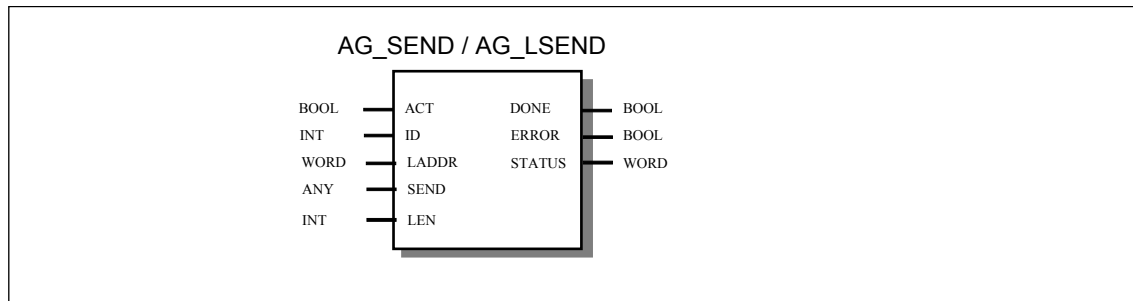 AG_SEND / AG_LSEND
BOOL ACT DONE BOOL
INT ID ERROR BOOL
WORD LADDR STATUS WORD
ANY SEND
INT LEN